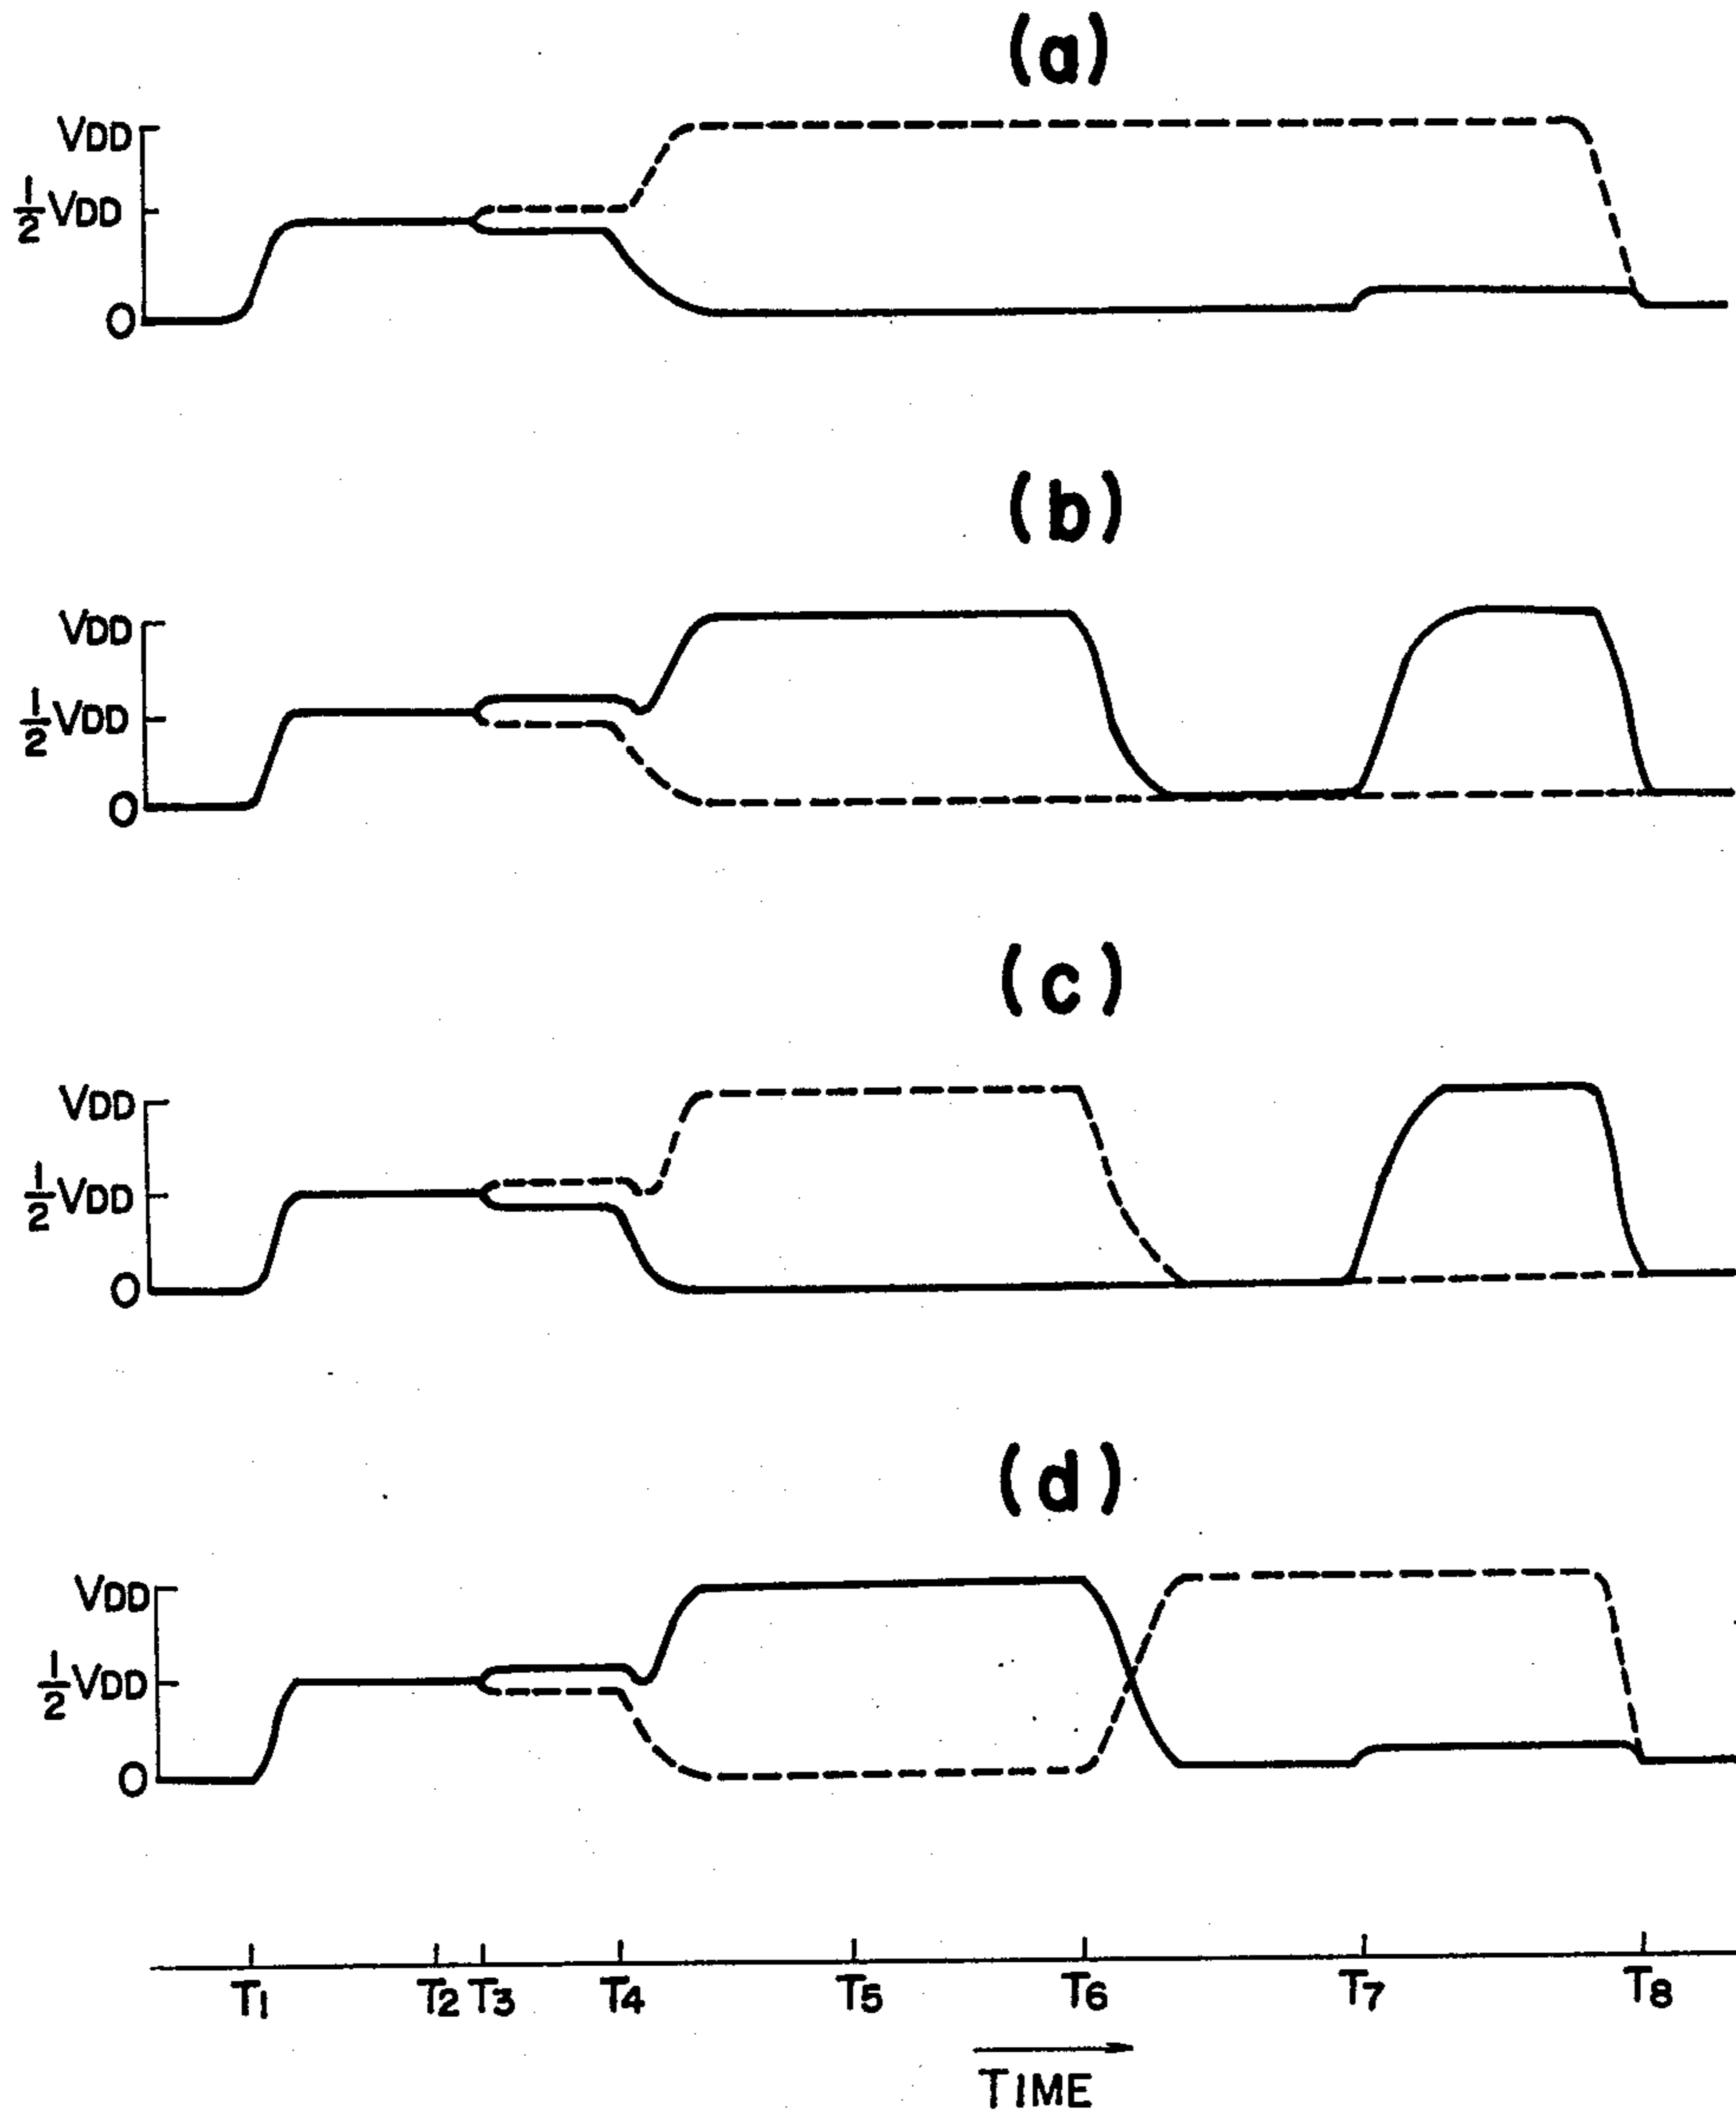 (a)
VDD
1/2 VDD
0
(b)
VDD
1/2 VDD
0
(c)
VDD
1/2 VDD
0
(d)
VDD
1/2 VDD
0
T1 T2 T3 T4 T5 T6 T7 T8
TIME